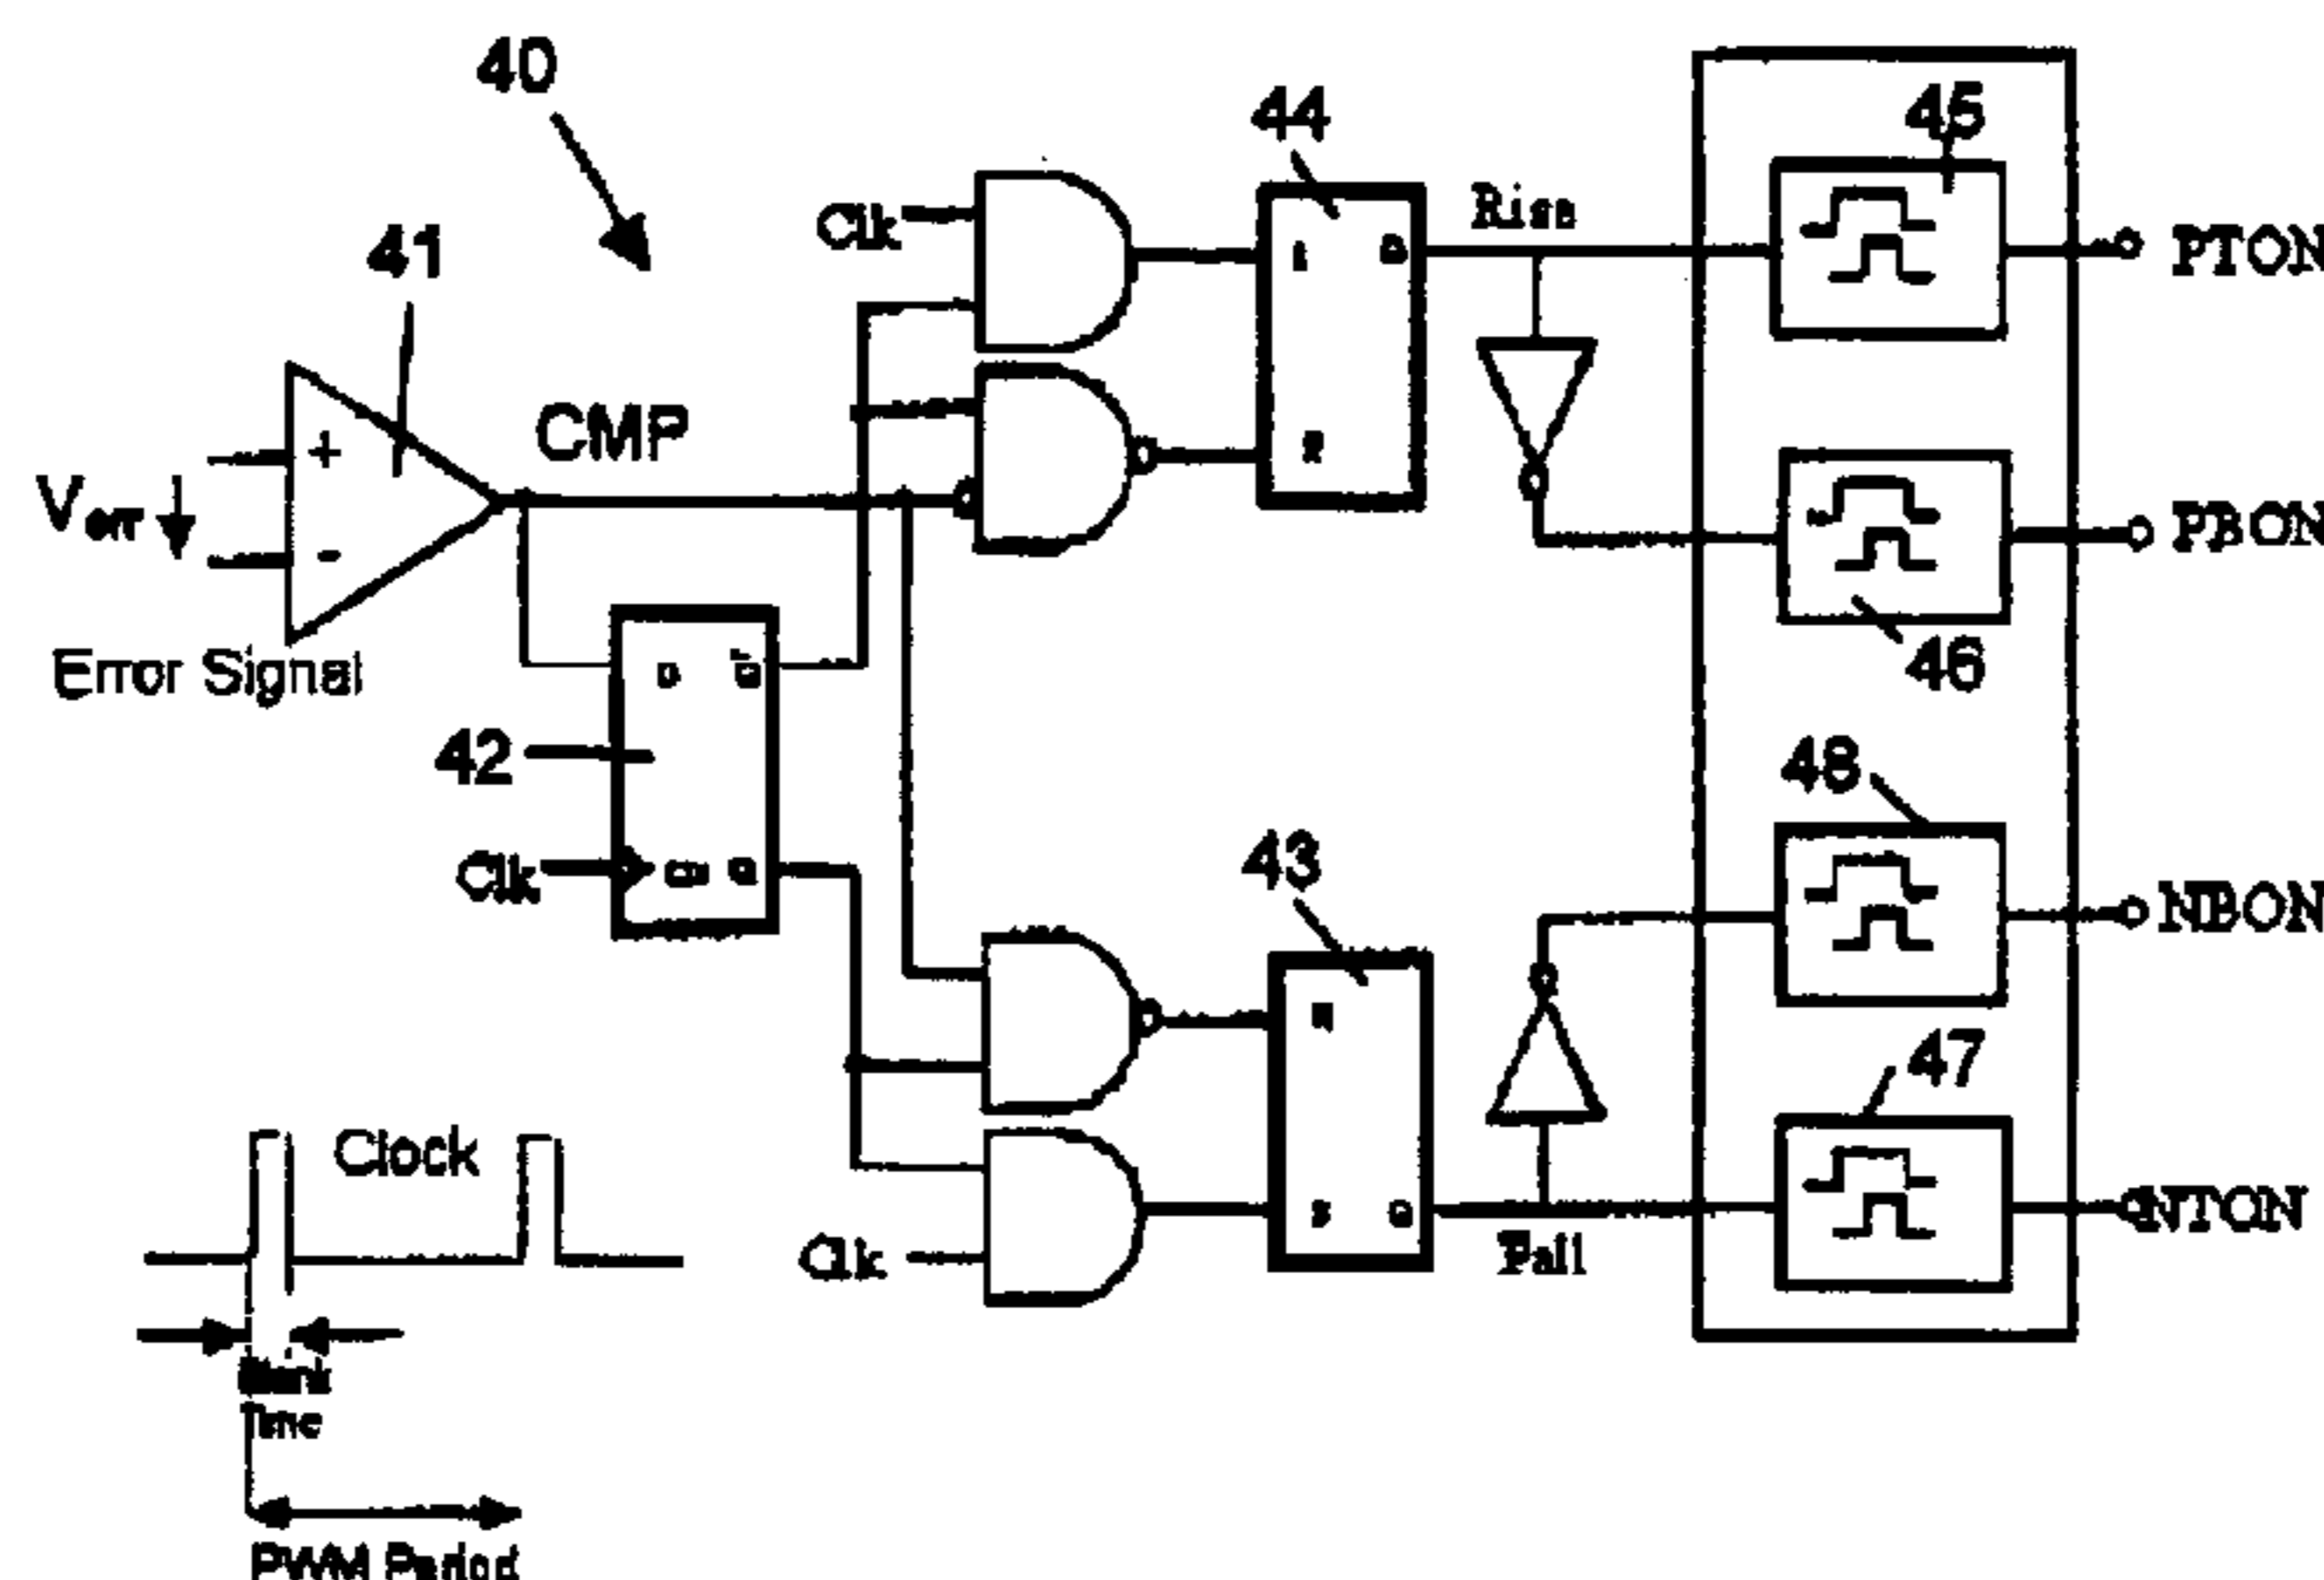 40
44
45
Clk
Rise
PTON
41
CMP
+
Verr
-
Error Signal
PBON
46
42
48
Clk
43
NBON
47
Clock
NTON
Clk
Fall
Time
PWM Period